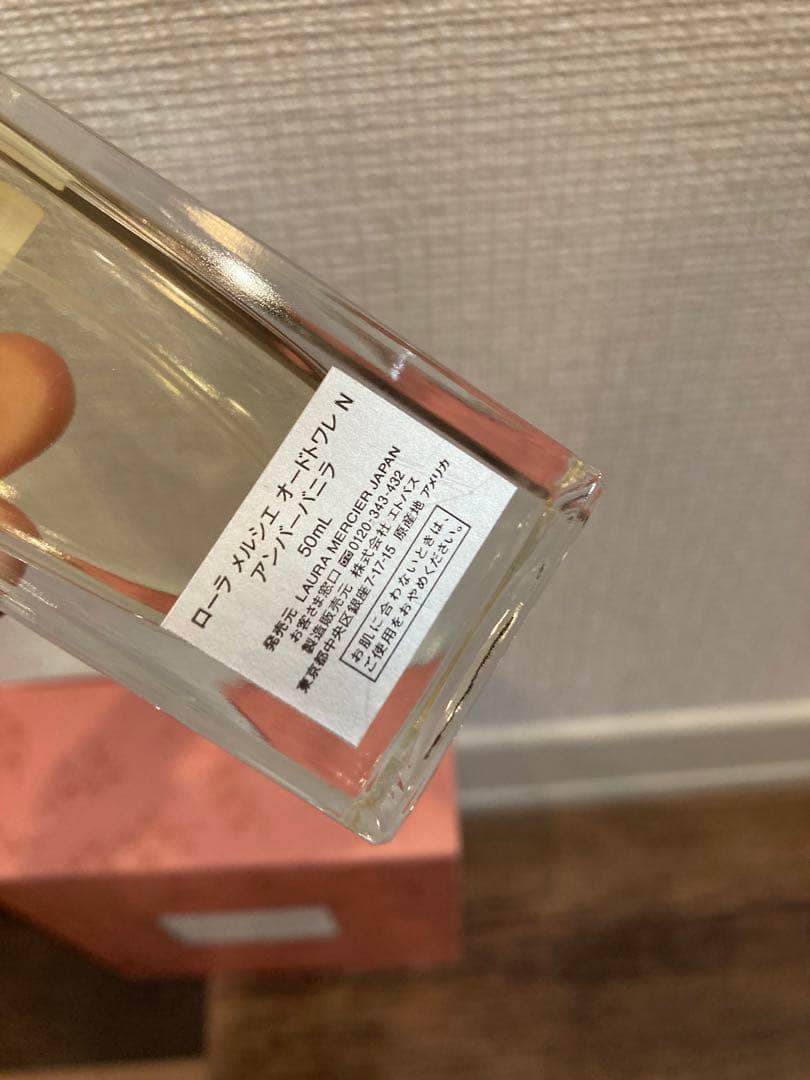 ローラ メルシエ オードトワレ N
アンバーバニラ
50mL
発売元 LAURA MERCIER JAPAN
お客さま窓口 0120-343-432
製造販売元 株式会社 エトバス
東京都中央区銀座7-17-15 原産地 アメリカ
お肌に合わないときは、
ご使用をおやめください。